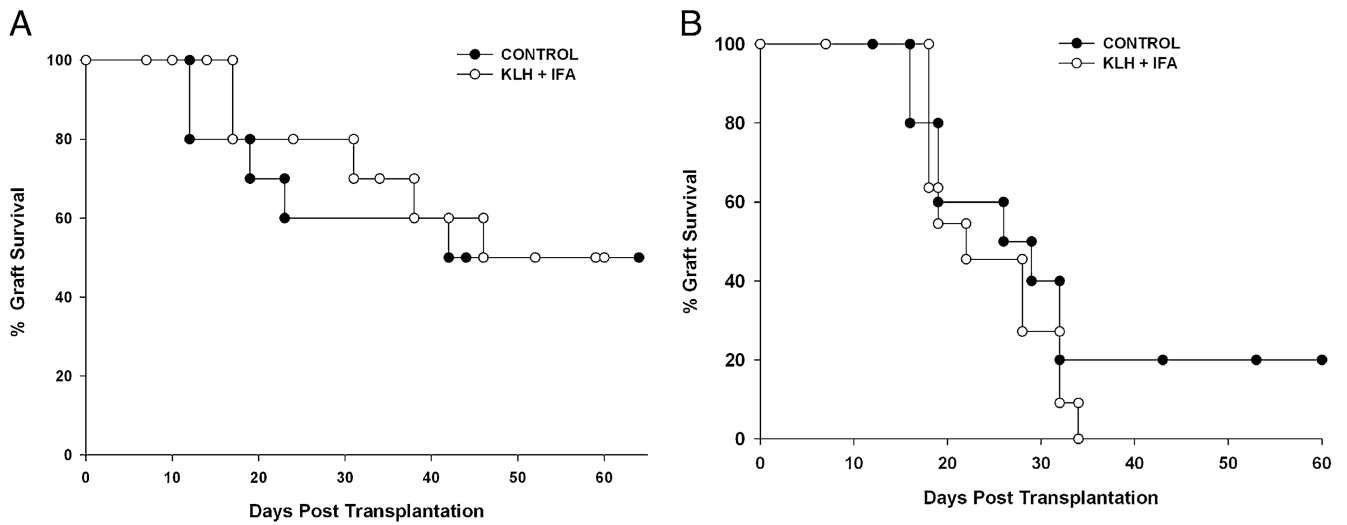 A
CONTROL
KLH + IFA
100
80
60
40
20
0
% Graft Survival
0 10 20 30 40 50 60
Days Post Transplantation
B
CONTROL
KLH + IFA
100
80
60
40
20
0
% Graft Survival
0 10 20 30 40 50 60
Days Post Transplantation